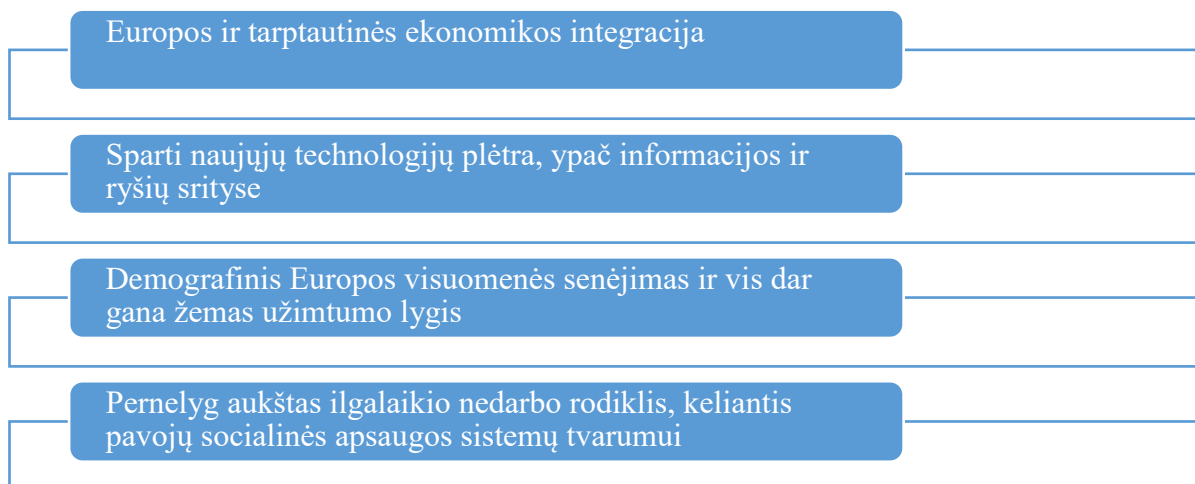 Europos ir tarptautinės ekonomikos integracija
Sparti naujųjų technologijų plėtra, ypač informacijos ir
ryšių srityse
Demografinis Europos visuomenės senėjimas ir vis dar
gana žemas užimtumo lygis
Pernelyg aukštas ilgalaikio nedarbo rodiklis, keliantis
pavojų socialinės apsaugos sistemų tvarumui